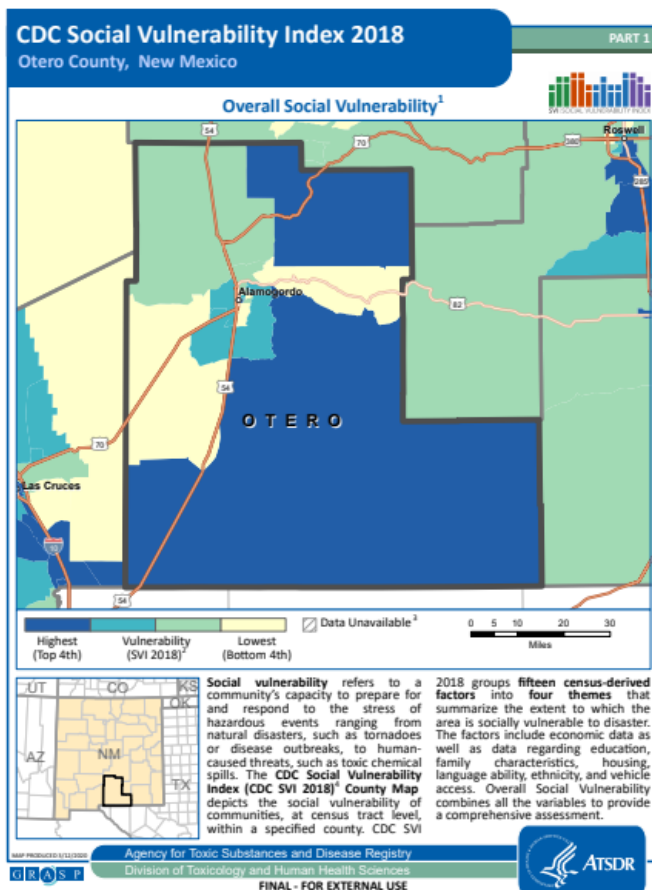 CDC Social Vulnerability Index 2018
PART 1
Otero County, New Mexico
SVI SOCIAL VULNERABILITY INDEX
Overall Social Vulnerability¹
54
70
380
Roswell
285
Alamogordo
82
54
OTERO
70
Las Cruces
10
54
Highest
(Top 4th)
Vulnerability
(SVI 2018)²
Lowest
(Bottom 4th)
Data Unavailable³
0 5 10 20 30
Miles
UT
CO
KS
OK
AZ
NM
TX
Social vulnerability refers to a
community's capacity to prepare for
and respond to the stress of
hazardous events ranging from
natural disasters, such as tornadoes
or disease outbreaks, to human-
caused threats, such as toxic chemical
spills. The CDC Social Vulnerability
Index (CDC SVI 2018)⁴ County Map
depicts the social vulnerability of
communities, at census tract level,
within a specified county. CDC SVI
2018 groups fifteen census-derived
factors into four themes that
summarize the extent to which the
area is socially vulnerable to disaster.
The factors include economic data as
well as data regarding education,
family characteristics, housing,
language ability, ethnicity, and vehicle
access. Overall Social Vulnerability
combines all the variables to provide
a comprehensive assessment.
MAP PRODUCED 5/12/2020
Agency for Toxic Substances and Disease Registry
GRASP
Division of Toxicology and Human Health Sciences
ATSDR
FINAL - FOR EXTERNAL USE